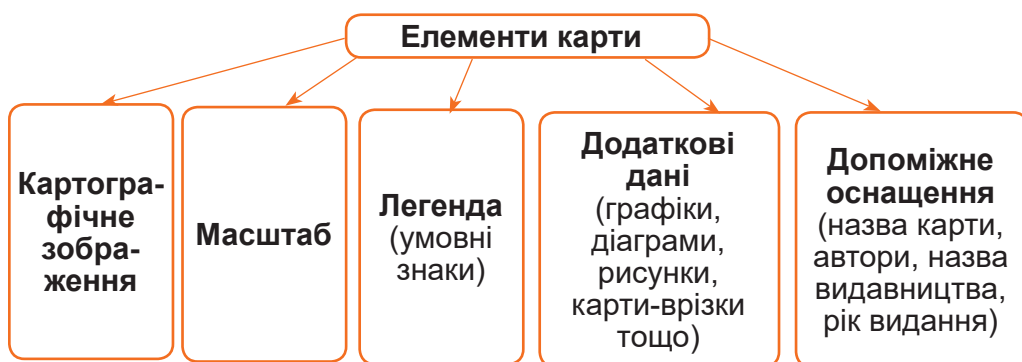 Елементи карти
Картогра-
фічне
зобра-
ження
Масштаб
Легенда
(умовні
знаки)
Додаткові
дані
(графіки,
діаграми,
рисунки,
карти-врізки
тощо)
Допоміжне
оснащення
(назва карти,
автори, назва
видавництва,
рік видання)